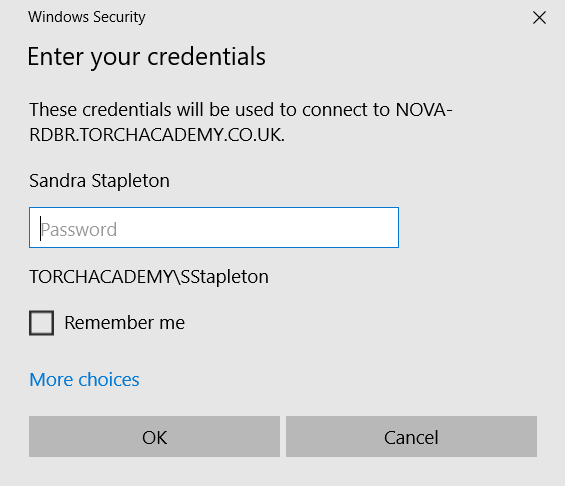 Windows Security
Enter your credentials
These credentials will be used to connect to NOVA-
RDBR.TORCHACADEMY.CO.UK.
Sandra Stapleton
Password
TORCHACADEMY\SStapleton
Remember me
More choices
OK
Cancel